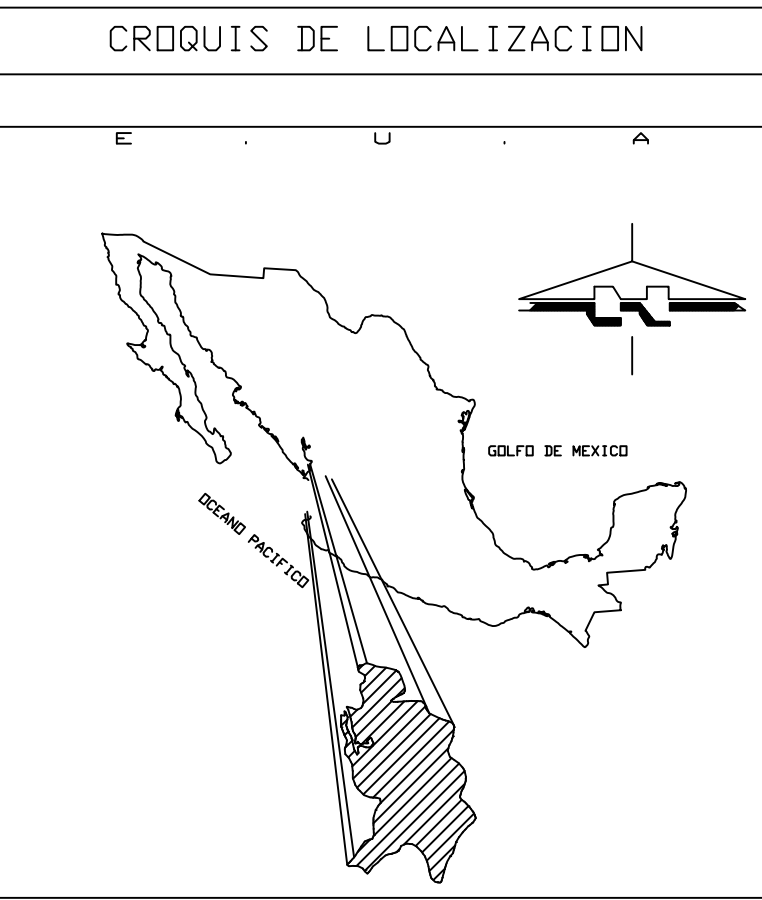 CROQUIS DE LOCALIZACION
E . U . A
GOLFO DE MEXICO
OCEANO PACIFICO